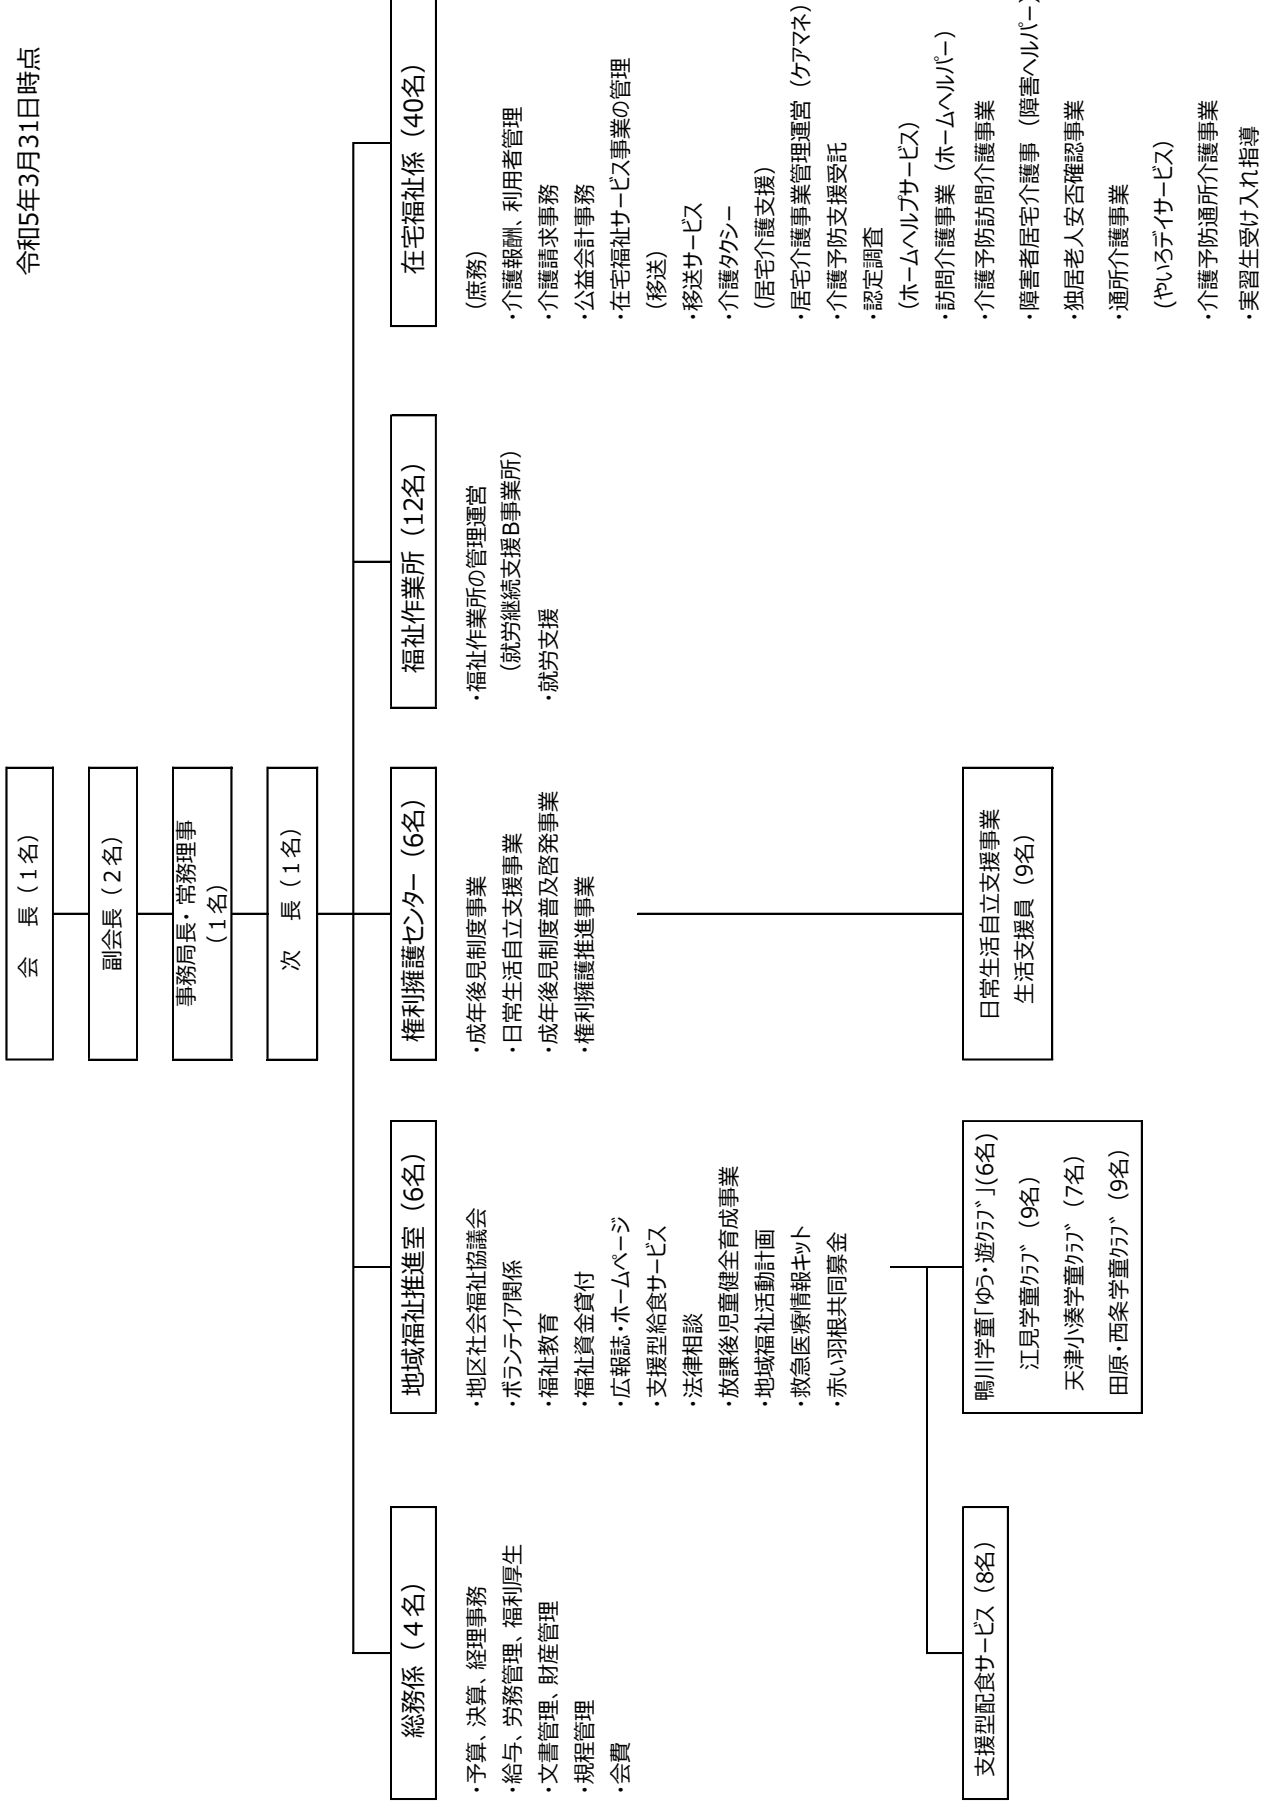 令和5年3月31日時点
会　長（１名）
副会長（２名）
事務局長・常務理事
（１名）
次　長（１名）
総務係（４名）
・予算、決算、経理事務
・給与、労務管理、福利厚生
・文書管理、財産管理
・規程管理
・会費
地域福祉推進室（6名）
・地区社会福祉協議会
・ボランテイア関係
・福祉教育
・福祉資金貸付
・広報誌・ホームページ
・支援型給食サービス
・法律相談
・放課後児童健全育成事業
・地域福祉活動計画
・救急医療情報キット
・赤い羽根共同募金
権利擁護センター（6名）
・成年後見制度事業
・日常生活自立支援事業
・成年後見制度普及啓発事業
・権利擁護推進事業
福祉作業所（12名）
・福祉作業所の管理運営
（就労継続支援Ｂ事業所）
・就労支援
在宅福祉係（40名）
（庶務）
・介護報酬、利用者管理
・介護請求事務
・公益会計事務
・在宅福祉サービス事業の管理
（移送）
・移送サービス
・介護タクシー
（居宅介護支援）
・居宅介護事業管理運営（ケアマネ）
・介護予防支援受託
・認定調査
（ホームヘルプサービス）
・訪問介護事業（ホームヘルパー）
・介護予防訪問介護事業
・障害者居宅介護事（障害ヘルパー）
・独居老人安否確認事業
・通所介護事業
（やいろデイサービス）
・介護予防通所介護事業
・実習生受け入れ指導
支援型配食サービス（8名）
鴨川学童｢ゆう・遊ｸﾗﾌﾞ｣(6名）
江見学童ｸﾗﾌﾞ（9名）
天津小湊学童ｸﾗﾌﾞ（7名）
田原・西条学童ｸﾗﾌﾞ（9名）
日常生活自立支援事業
生活支援員（9名）